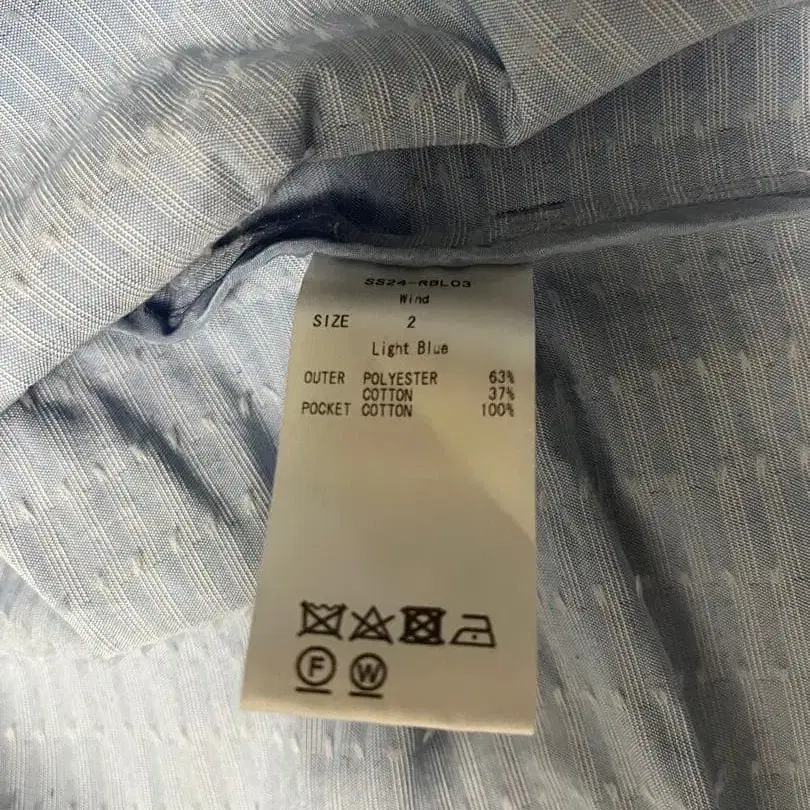 SS24-RBL03
Wind
SIZE 2
Light Blue
OUTER POLYESTER 63%
COTTON 37%
POCKET COTTON 100%
F W